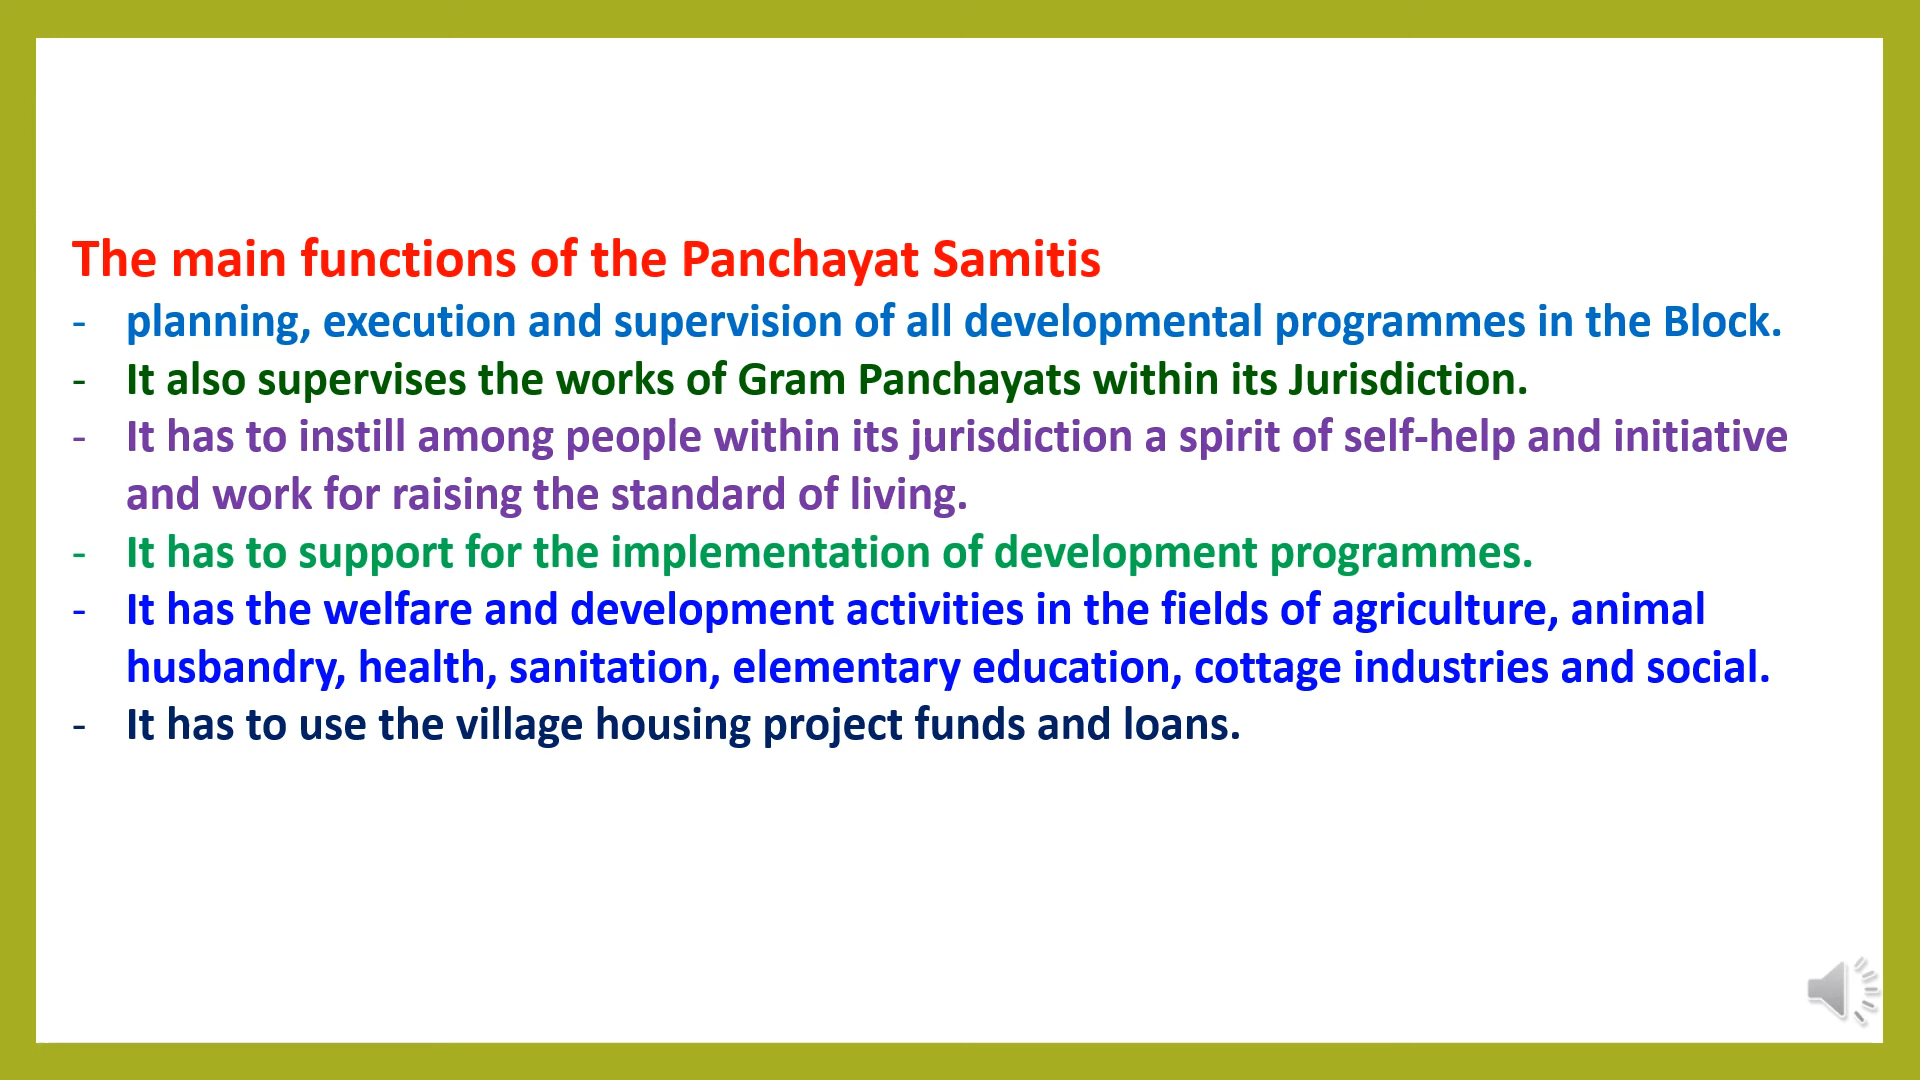 The main functions of the Panchayat Samitis
- planning, execution and supervision of all developmental programmes in the Block.
- It also supervises the works of Gram Panchayats within its Jurisdiction.
- It has to instill among people within its jurisdiction a spirit of self-help and initiative
and work for raising the standard of living.
- It has to support for the implementation of development programmes.
- It has the welfare and development activities in the fields of agriculture, animal
husbandry, health, sanitation, elementary education, cottage industries and social.
- It has to use the village housing project funds and loans.